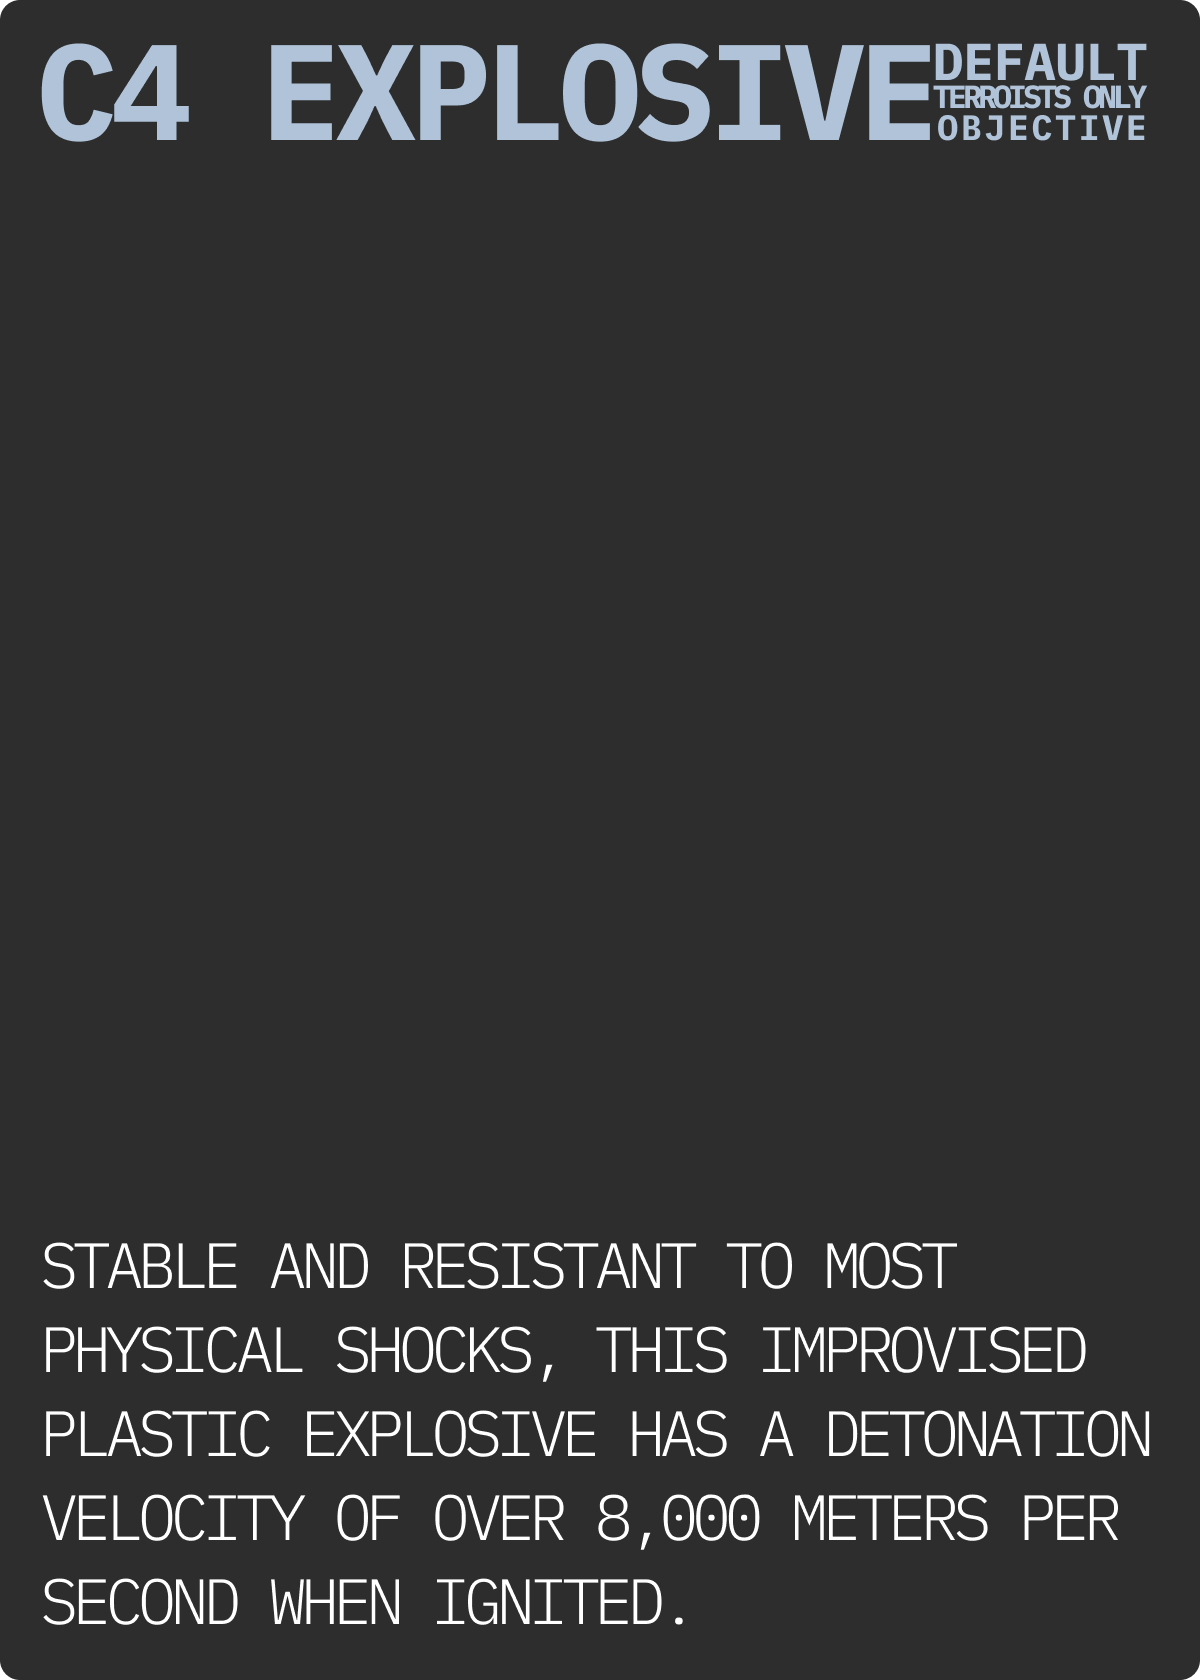 C4 EXPLOSIVE
DEFAULT
TERROISTS ONLY
OBJECTIVE
STABLE AND RESISTANT TO MOST
PHYSICAL SHOCKS, THIS IMPROVISED
PLASTIC EXPLOSIVE HAS A DETONATION
VELOCITY OF OVER 8,000 METERS PER
SECOND WHEN IGNITED.